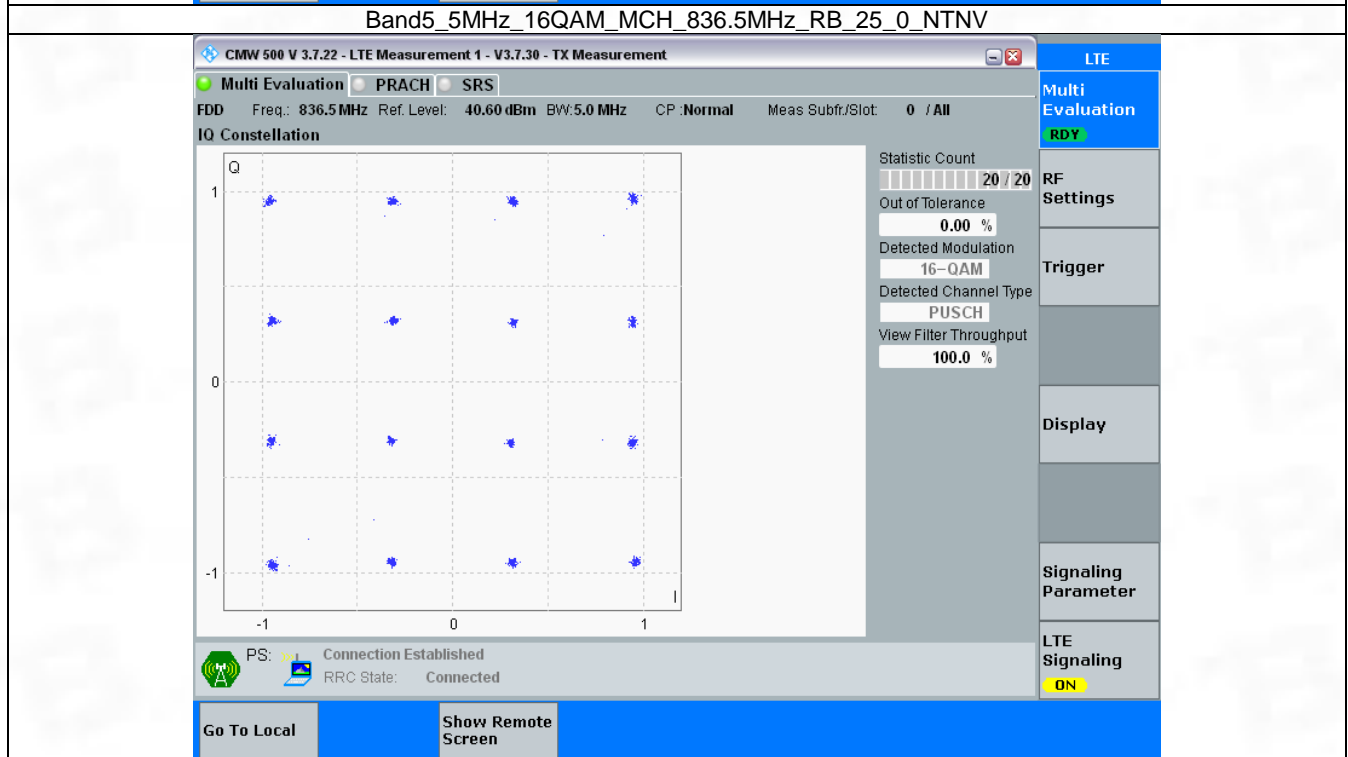 Band5_5MHz_16QAM_MCH_836.5MHz_RB_25_0_NTNV
CMW 500 V 3.7.22 - LTE Measurement 1 - V3.7.30 - TX Measurement
LTE
Multi Evaluation PRACH SRS
Multi
Evaluation
RDY
FDD Freq.: 836.5 MHz Ref. Level: 40.60 dBm BW:5.0 MHz CP :Normal Meas Subfr./Slot: 0 / All
IQ Constellation
Q
1
0
-1
I
-1 0 1
Statistic Count
20 / 20
Out of Tolerance
0.00 %
Detected Modulation
16-QAM
Detected Channel Type
PUSCH
View Filter Throughput
100.0 %
RF
Settings
Trigger
Display
Signaling
Parameter
LTE
Signaling
ON
PS: Connection Established
RRC State: Connected
Go To Local
Show Remote
Screen